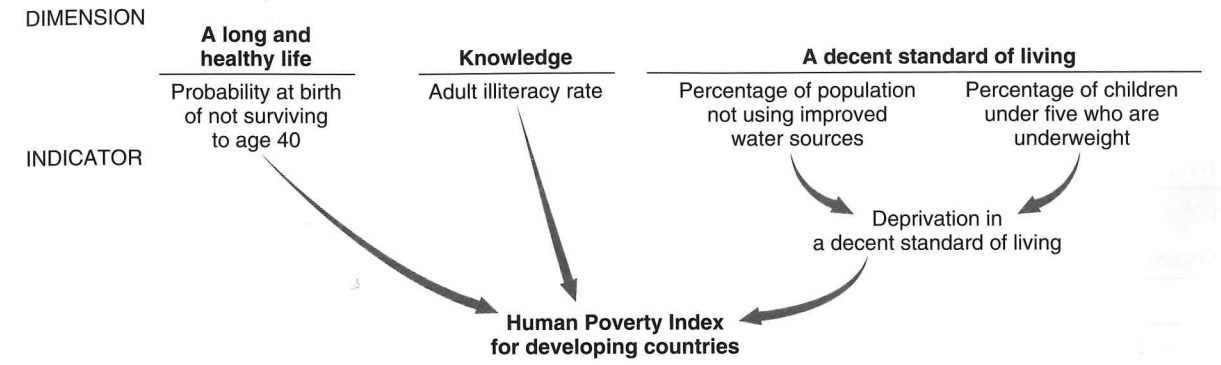 DIMENSION
A long and
healthy life
Knowledge
A decent standard of living
Probability at birth
of not surviving
to age 40
Adult illiteracy rate
Percentage of population
not using improved
water sources
Percentage of children
under five who are
underweight
INDICATOR
Deprivation in
a decent standard of living
Human Poverty Index
for developing countries